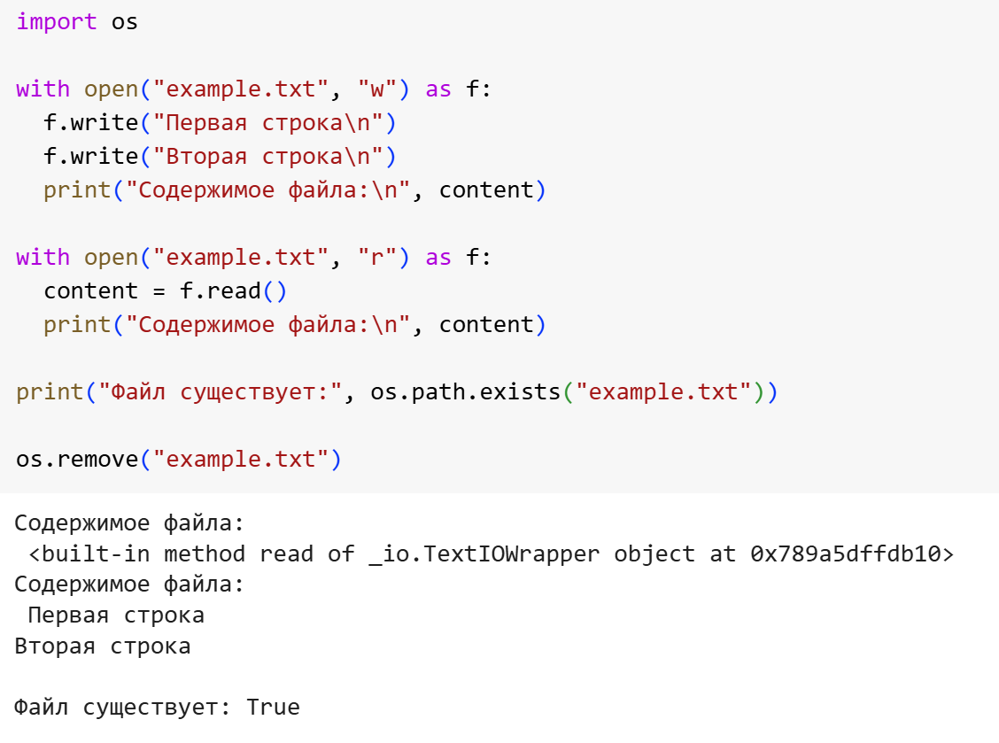 import os
with open("example.txt", "w") as f:
  f.write("Первая строка\n")
  f.write("Вторая строка\n")
  print("Содержимое файла:\n", content)
with open("example.txt", "r") as f:
  content = f.read()
  print("Содержимое файла:\n", content)
print("Файл существует:", os.path.exists("example.txt"))
os.remove("example.txt")
Содержимое файла:
 <built-in method read of _io.TextIOWrapper object at 0x789a5dffdb10>
Содержимое файла:
 Первая строка
Вторая строка
Файл существует: True